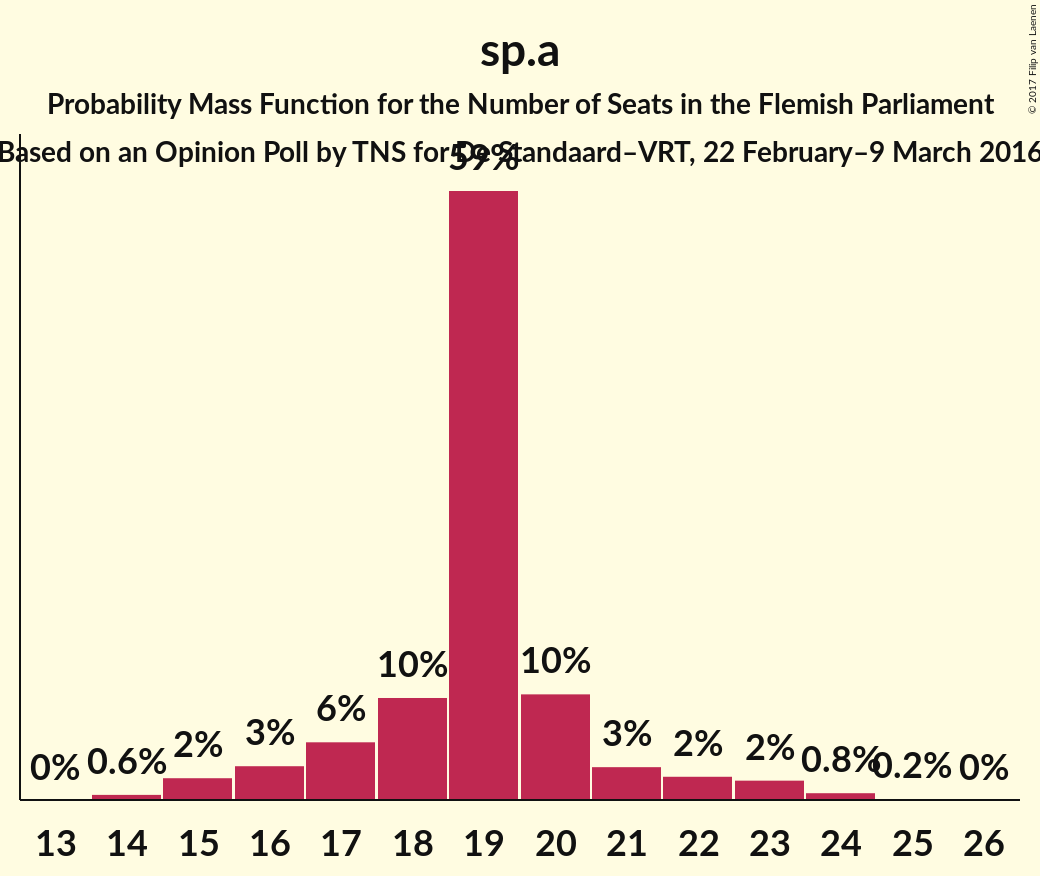 sp.a
Probability Mass Function for the Number of Seats in the Flemish Parliament
Based on an Opinion Poll by TNS for De Standaard–VRT, 22 February–9 March 2016
© 2017 Filip van Laenen
59%
10%
10%
6%
3%
3%
2%
2%
2%
0.8%
0.6%
0.2%
0%
0%
13 14 15 16 17 18 19 20 21 22 23 24 25 26